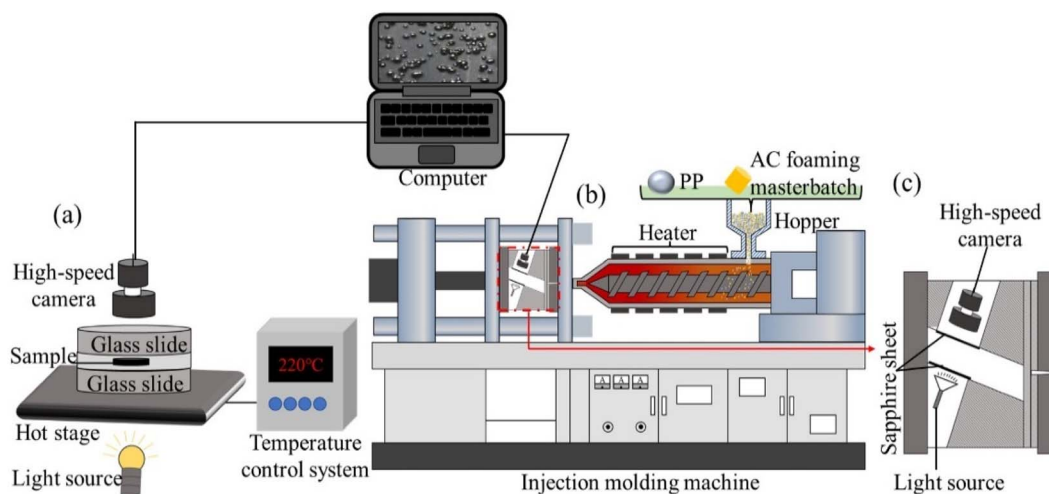 Computer
(a)
High-speed
camera
Glass slide
Sample
Glass slide
Hot stage
Light source
220℃
Temperature
control system
(b)
PP
AC foaming
masterbatch
Hopper
Heater
A A A
Injection molding machine
(c)
High-speed
camera
Sapphire sheet
Light source